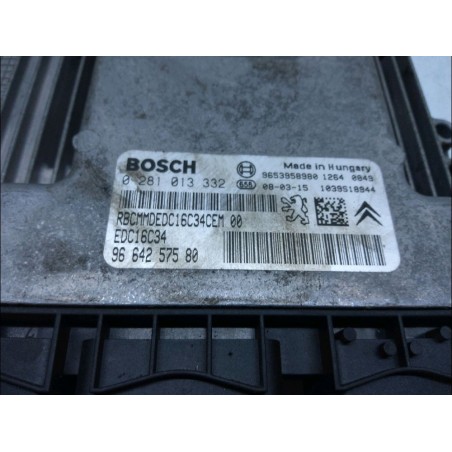 BOSCH
Made in Hungary
0 281 013 332
9653958980 1264 0849
08-03-15 1039S18944
RBCMMDEDC16C34CEM 00
EDC16C34
96 642 575 80